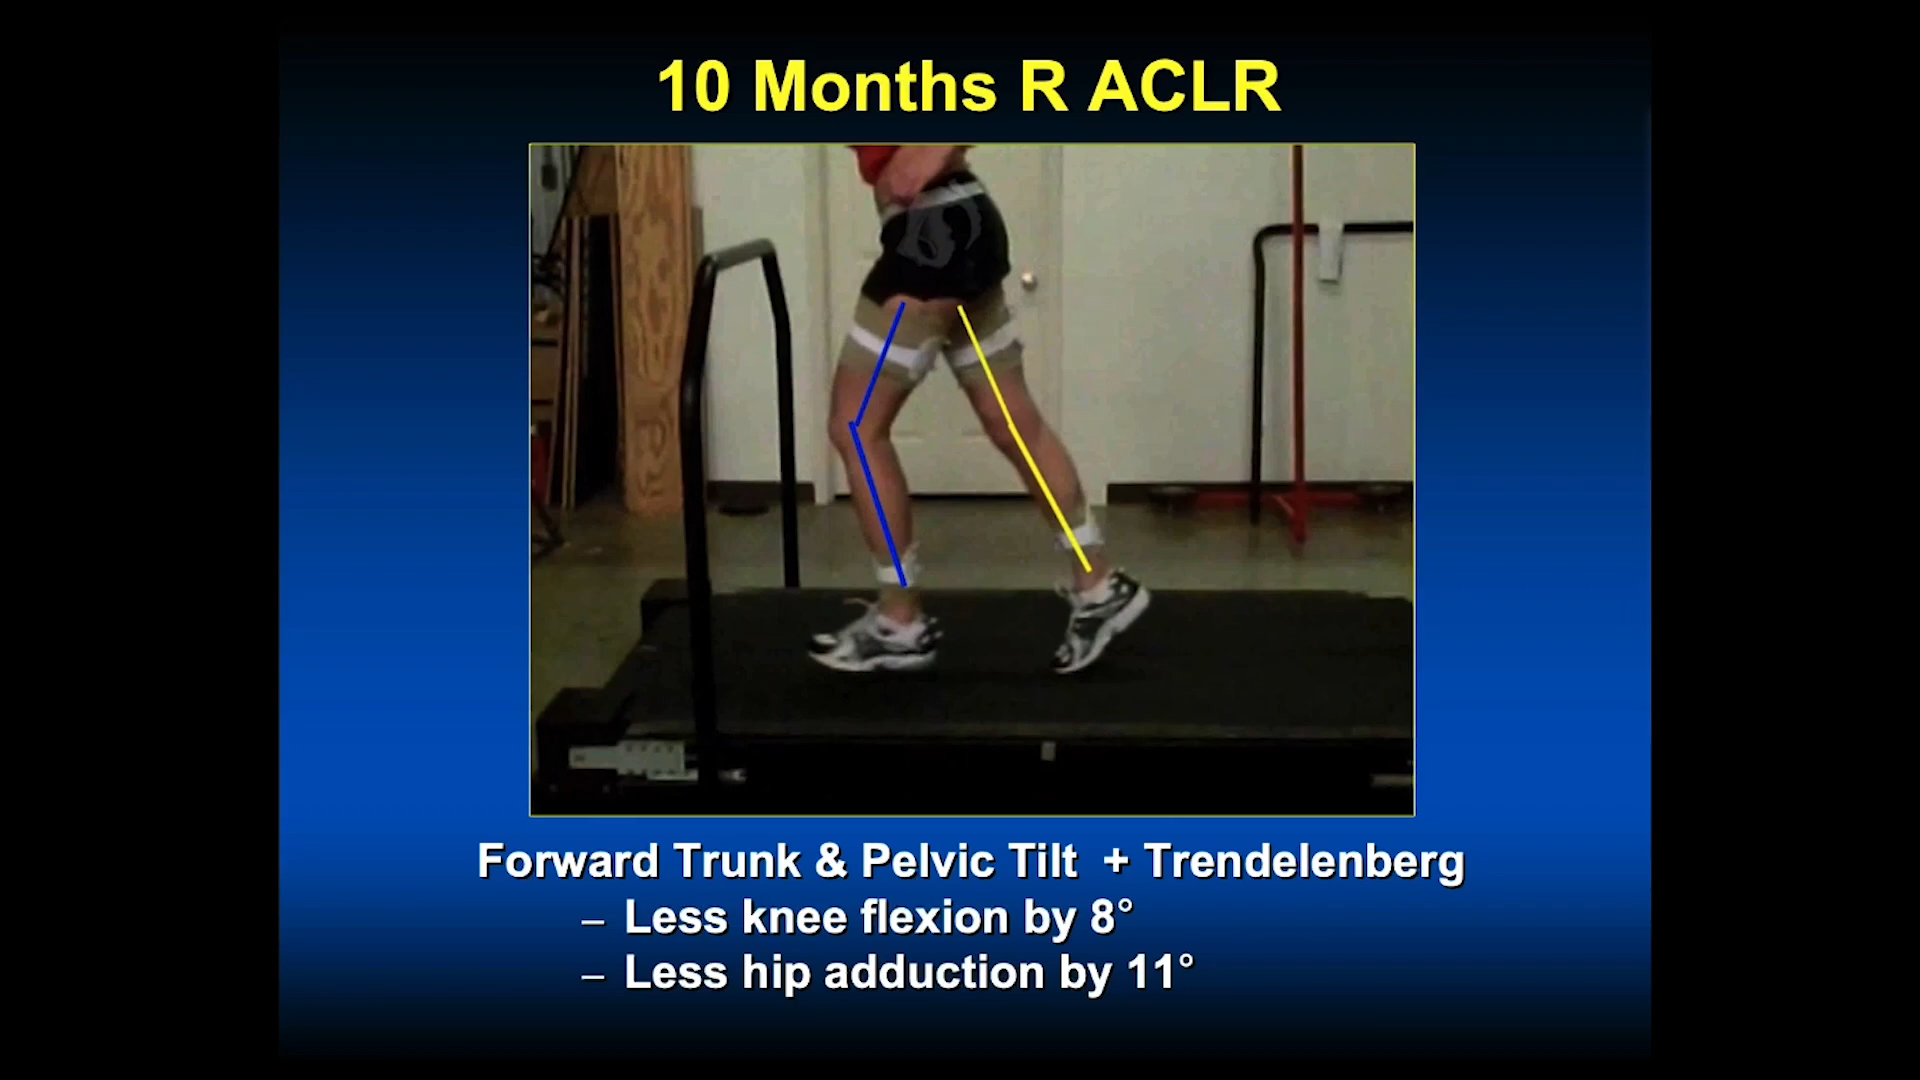 10 Months R ACLR
Forward Trunk & Pelvic Tilt + Trendelenberg
– Less knee flexion by 8°
– Less hip adduction by 11°